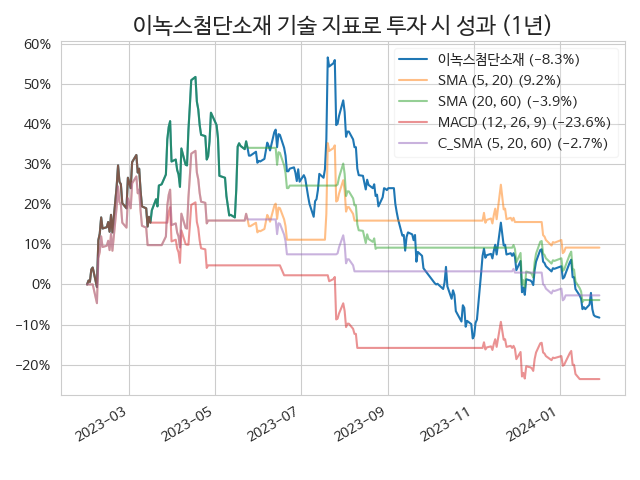 이녹스첨단소재 기술 지표로 투자 시 성과 (1년)
60%
50%
40%
30%
20%
10%
0%
−10%
−20%
이녹스첨단소재 (−8.3%)
SMA (5, 20) (9.2%)
SMA (20, 60) (−3.9%)
MACD (12, 26, 9) (−23.6%)
C_SMA (5, 20, 60) (−2.7%)
2023−03
2023−05
2023−07
2023−09
2023−11
2024−01